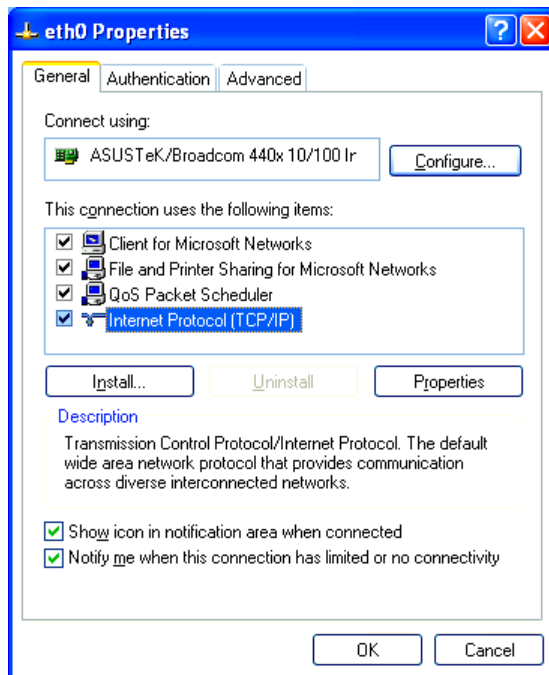 eth0 Properties
General Authentication Advanced
Connect using:
ASUSTeK/Broadcom 440x 10/100 Ir Configure...
This connection uses the following items:
Client for Microsoft Networks
File and Printer Sharing for Microsoft Networks
QoS Packet Scheduler
Internet Protocol (TCP/IP)
Install... Uninstall Properties
Description
Transmission Control Protocol/Internet Protocol. The default
wide area network protocol that provides communication
across diverse interconnected networks.
Show icon in notification area when connected
Notify me when this connection has limited or no connectivity
OK Cancel